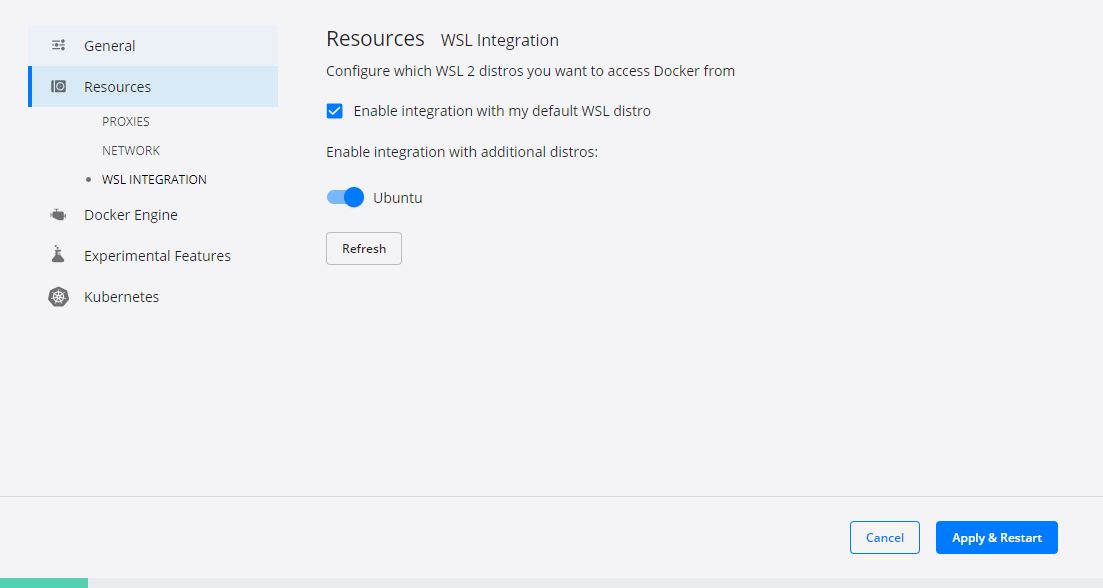 General
Resources
PROXIES
NETWORK
WSL INTEGRATION
Docker Engine
Experimental Features
Kubernetes
Resources WSL Integration
Configure which WSL 2 distros you want to access Docker from
Enable integration with my default WSL distro
Enable integration with additional distros:
Ubuntu
Refresh
Cancel Apply & Restart